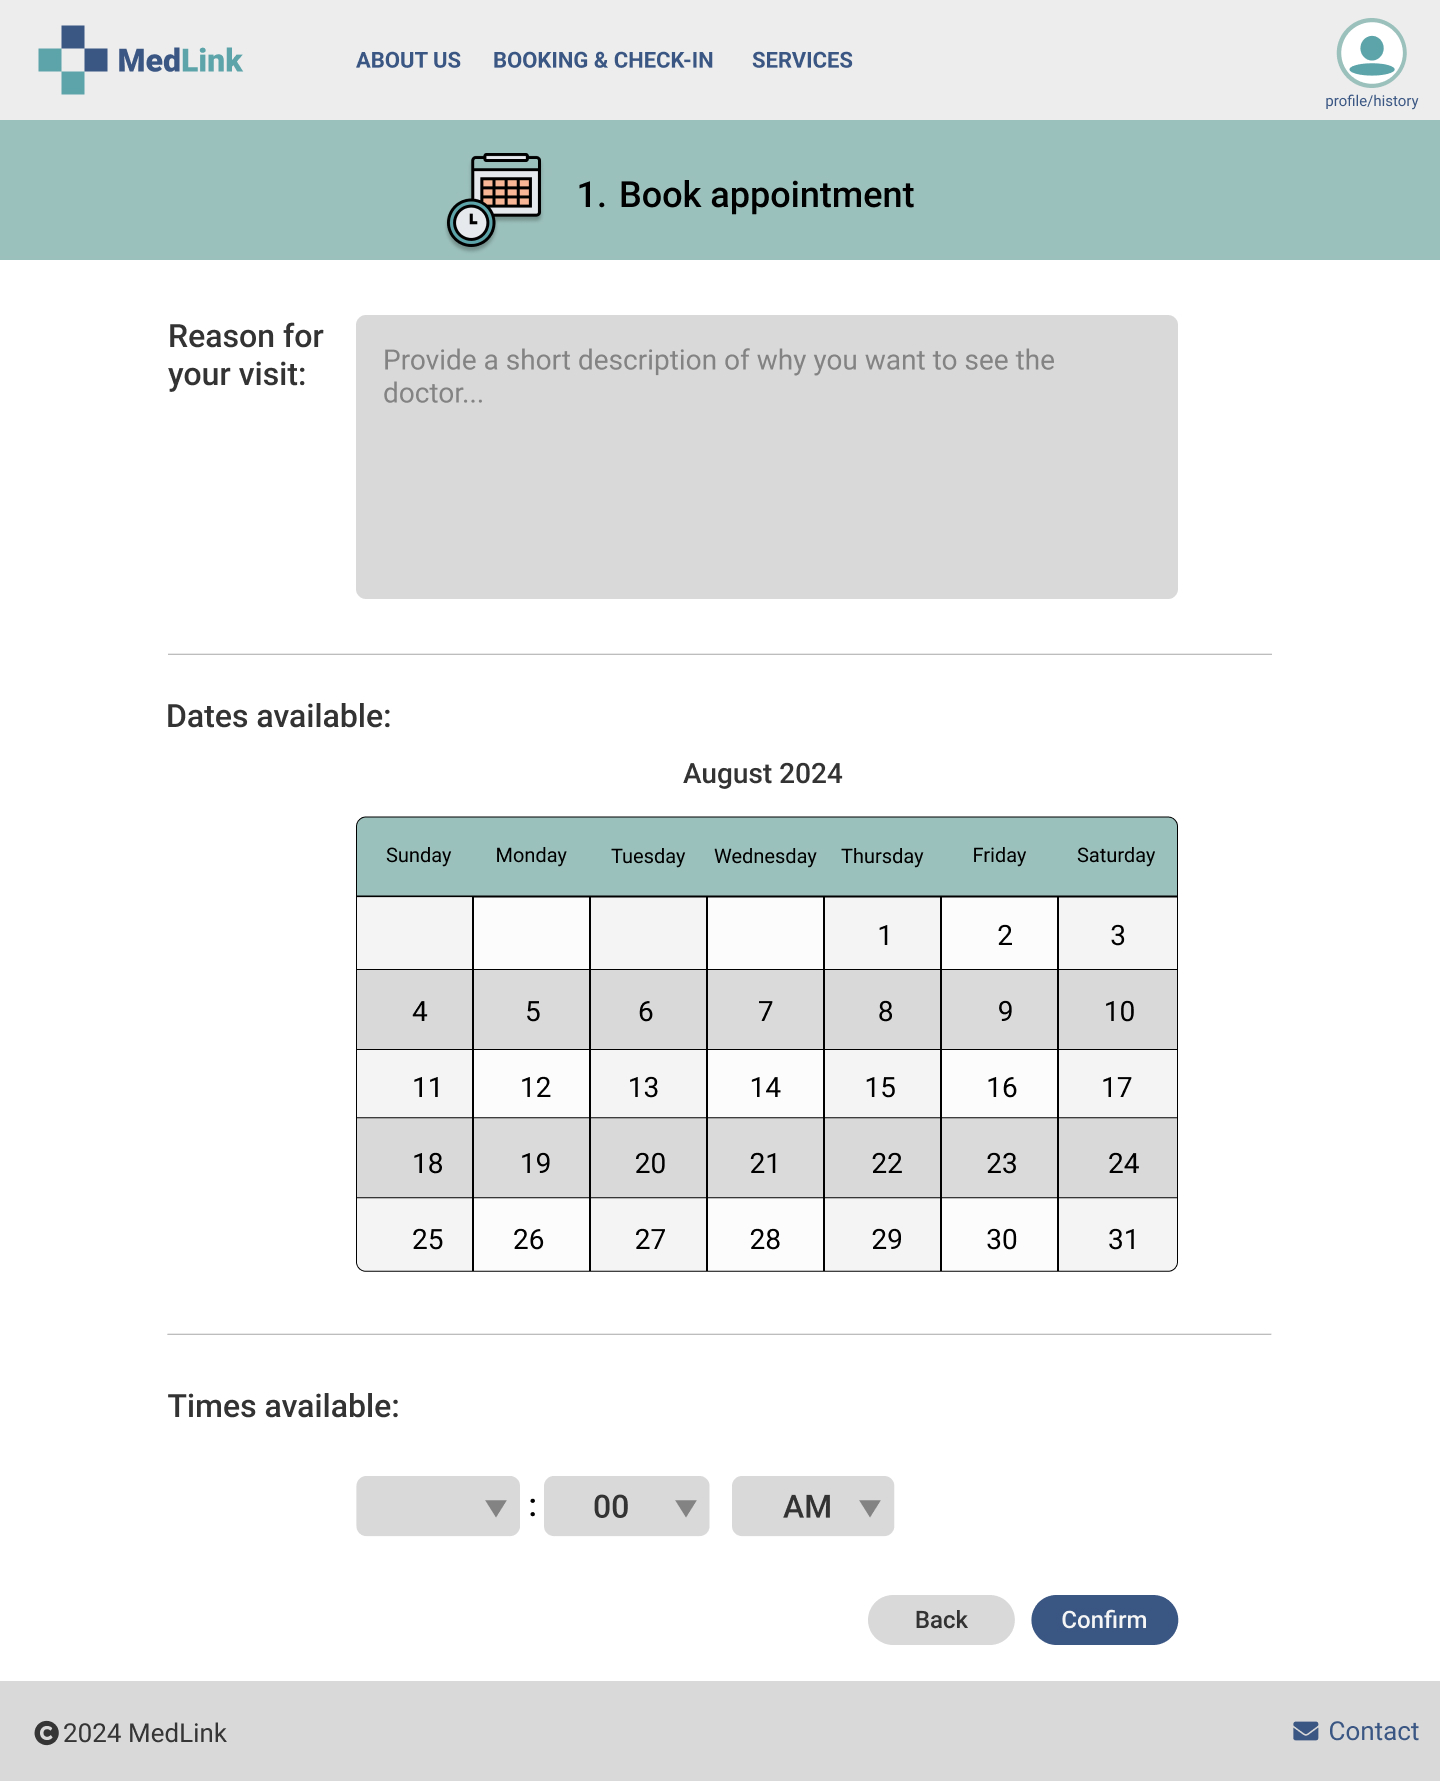 MedLink
ABOUT US BOOKING & CHECK-IN SERVICES
profile/history
1. Book appointment
Reason for
your visit:
Provide a short description of why you want to see the
doctor...
Dates available:
August 2024
Sunday Monday Tuesday Wednesday Thursday Friday Saturday
1 2 3
4 5 6 7 8 9 10
11 12 13 14 15 16 17
18 19 20 21 22 23 24
25 26 27 28 29 30 31
Times available:
: 00 AM
Back Confirm
© 2024 MedLink
Contact